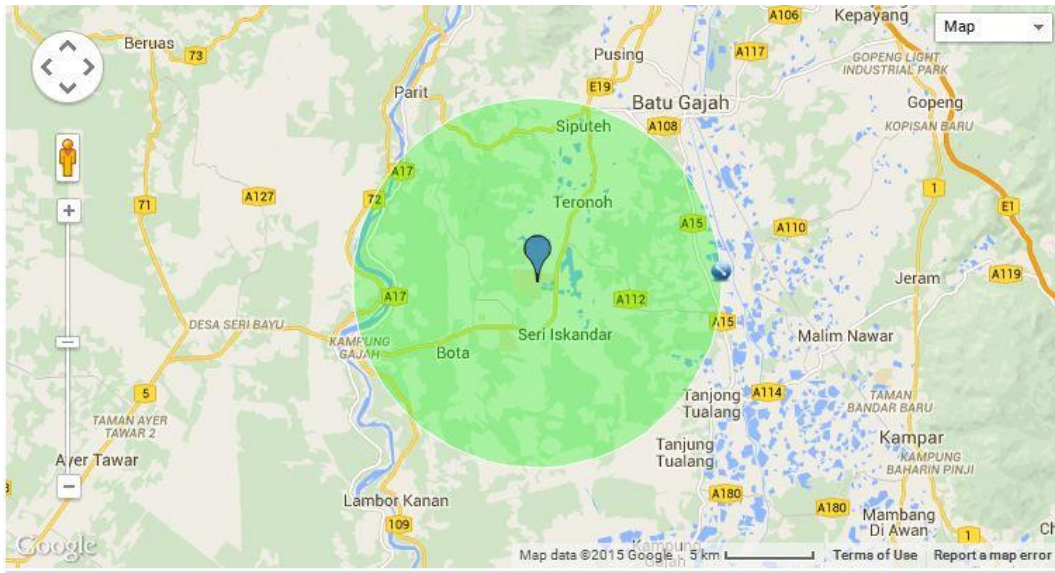 A106
Kepayang
Map
Beruas
73
A117
Pusing
GOPENG LIGHT
INDUSTRIAL PARK
E19
Parit
Batu Gajah
Gopeng
A108
Siputeh
KOPISAN BARU
A17
1
A127
72
Teronoh
71
E1
A15
A110
Jeram
A119
A17
A112
DESA SERI BAYU
A15
KAMPUNG
GAJAH
Seri Iskandar
Malim Nawar
Bota
5
Tanjong
Tualang
A114
TAMAN
BANDAR BARU
TAMAN AYER
TAWAR 2
Kampar
Tanjung
Tualang
KAMPUNG
BAHARIN PINJI
Ayer Tawar
A180
Lambor Kanan
A180
Mambang
Di Awan
109
1
Google
Map data ©2015 Google
5 km
Terms of Use
Report a map error